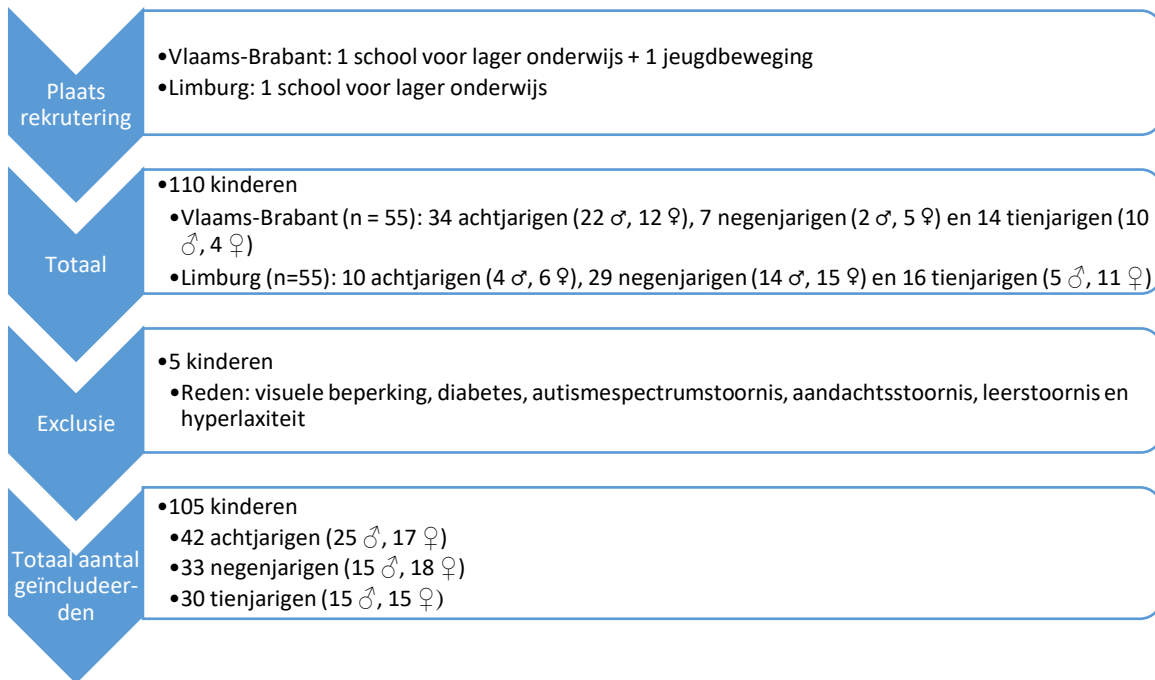 Plaats
rekrutering
•Vlaams-Brabant: 1 school voor lager onderwijs + 1 jeugdbeweging
•Limburg: 1 school voor lager onderwijs
Totaal
•110 kinderen
•Vlaams-Brabant (n = 55): 34 achtjarigen (22 ♂, 12 ♀), 7 negenjarigen (2 ♂, 5 ♀) en 14 tienjarigen (10
♂, 4 ♀)
•Limburg (n=55): 10 achtjarigen (4 ♂, 6 ♀), 29 negenjarigen (14 ♂, 15 ♀) en 16 tienjarigen (5 ♂, 11 ♀)
Exclusie
•5 kinderen
•Reden: visuele beperking, diabetes, autismespectrumstoornis, aandachtsstoornis, leerstoornis en
hyperlaxiteit
Totaal aantal
geïncludeer-
den
•105 kinderen
•42 achtjarigen (25 ♂, 17 ♀)
•33 negenjarigen (15 ♂, 18 ♀)
•30 tienjarigen (15 ♂, 15 ♀)